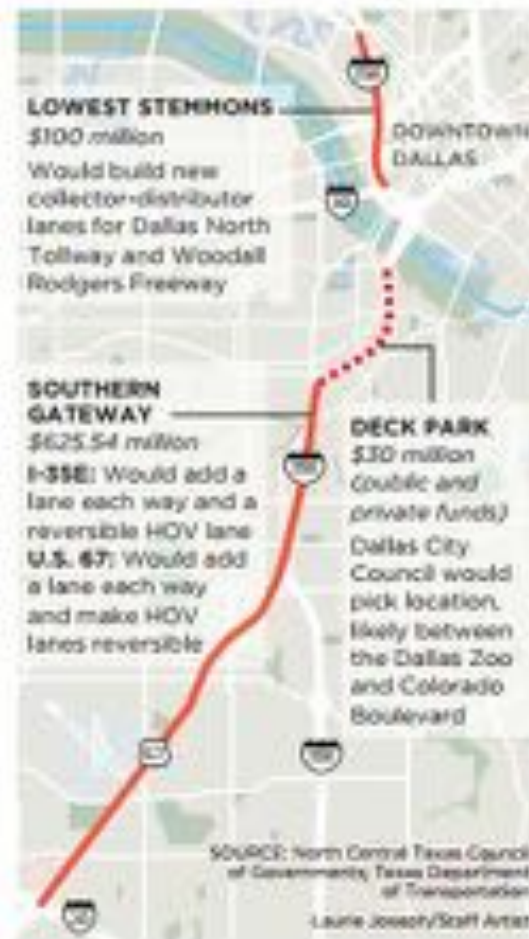 LOWEST STEMMONS
$100 million
Would build new
collector-distributor
lanes for Dallas North
Tollway and Woodall
Rodgers Freeway
DOWNTOWN
DALLAS
SOUTHERN
GATEWAY
$625.54 million
I-35E: Would add a
lane each way and a
reversible HOV lane
U.S. 67: Would add
a lane each way
and make HOV
lanes reversible
DECK PARK
$30 million
(public and
private funds)
Dallas City
Council would
pick location,
likely between
the Dallas Zoo
and Colorado
Boulevard
67
SOURCE: North Central Texas Council
of Governments; Texas Department
of Transportation
Laurie Joseph/Staff Artist